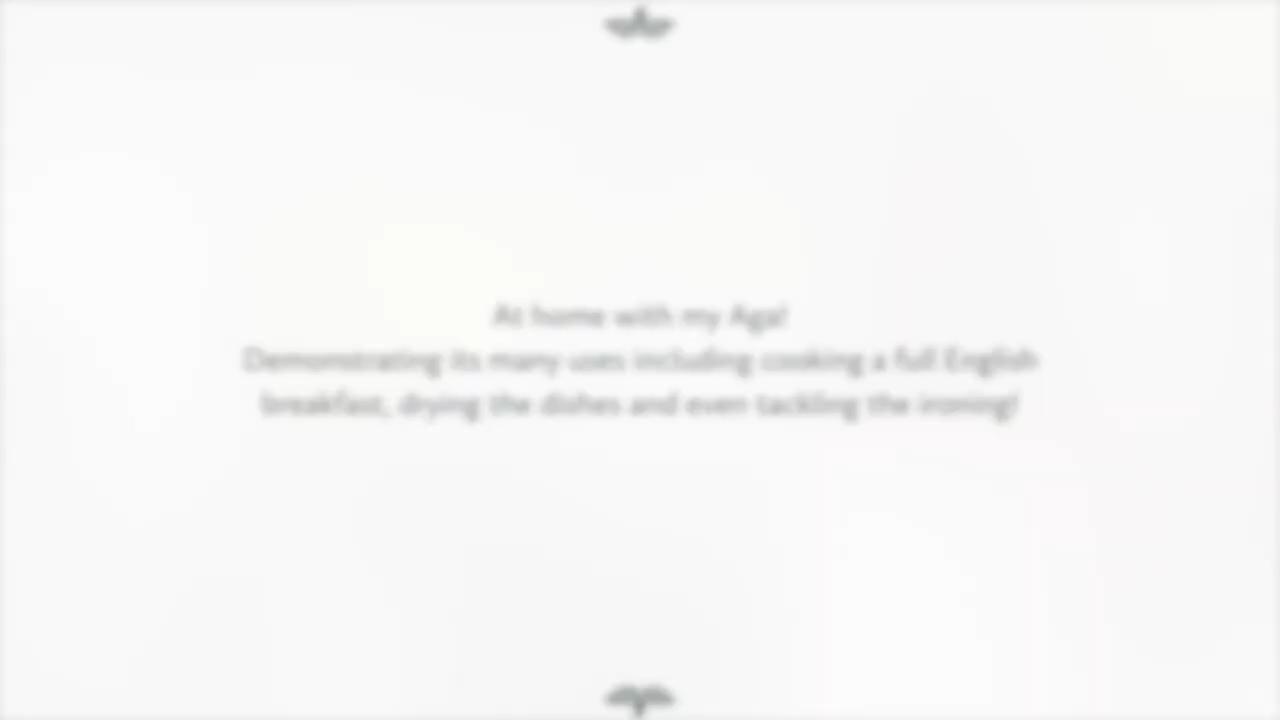 At home with my Aga!
Demonstrating its many uses including cooking a full English
breakfast, drying the dishes and even tackling the ironing!